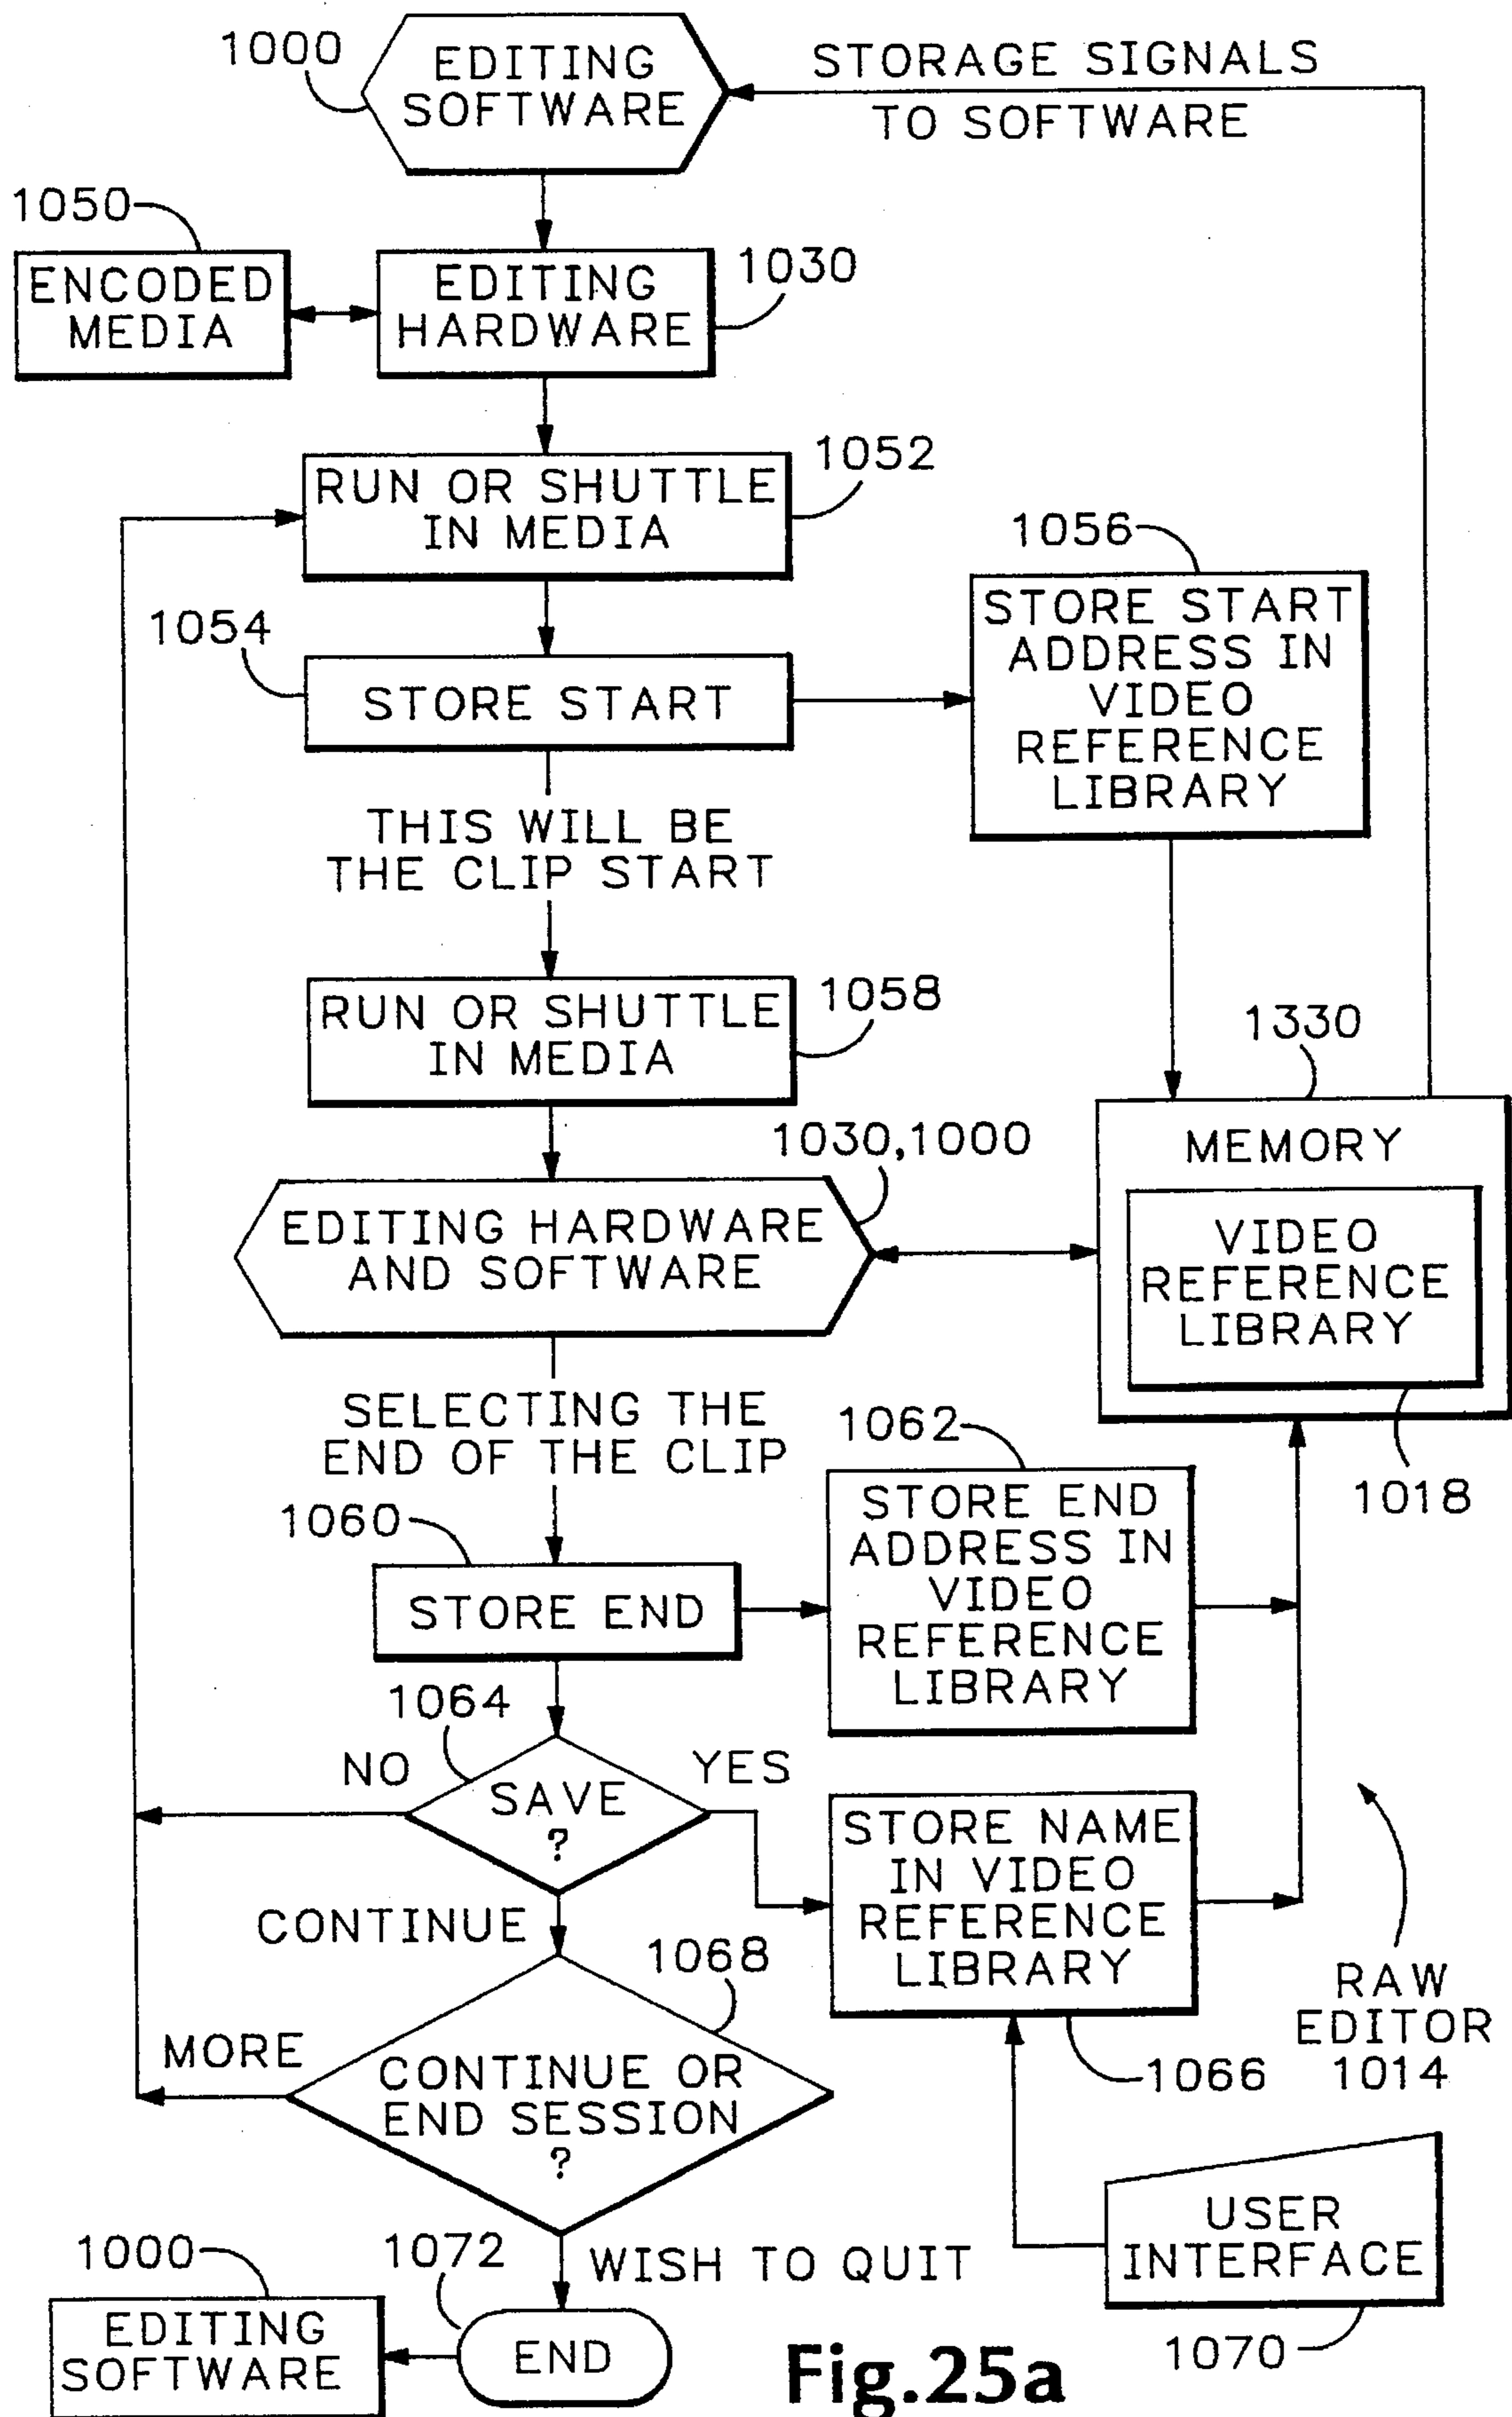 1000
EDITING
SOFTWARE
STORAGE SIGNALS
TO SOFTWARE
1050
ENCODED
MEDIA
EDITING
HARDWARE
1030
RUN OR SHUTTLE
IN MEDIA
1052
1054
STORE START
1056
STORE START
ADDRESS IN
VIDEO
REFERENCE
LIBRARY
THIS WILL BE
THE CLIP START
RUN OR SHUTTLE
IN MEDIA
1058
1330
MEMORY
VIDEO
REFERENCE
LIBRARY
1018
1030,1000
EDITING HARDWARE
AND SOFTWARE
SELECTING THE
END OF THE CLIP
1060
STORE END
1062
STORE END
ADDRESS IN
VIDEO
REFERENCE
LIBRARY
1064
NO
SAVE
?
YES
STORE NAME
IN VIDEO
REFERENCE
LIBRARY
1066
RAW
EDITOR
1014
CONTINUE
1068
MORE
CONTINUE OR
END SESSION
?
USER
INTERFACE
1070
1000
EDITING
SOFTWARE
1072
END
WISH TO QUIT
Fig.25a